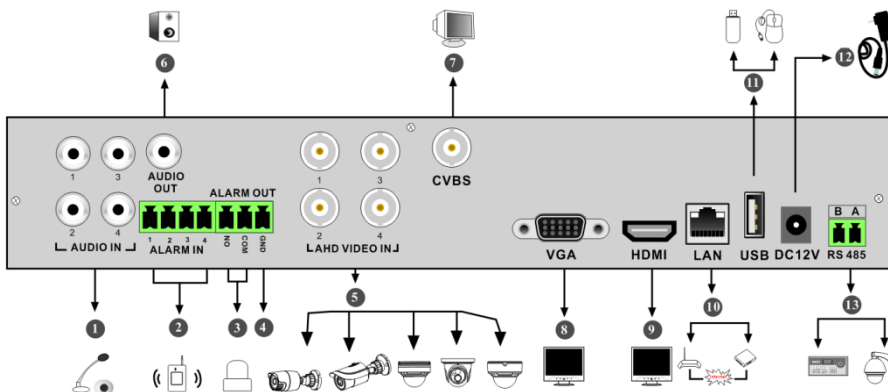 6
7
11
12
1
3
AUDIO
OUT
ALARM OUT
1
3
CVBS
B A
2
4
AUDIO IN
1 2 3 4
ALARM IN
NO
COM
GND
2
4
AHD VIDEO IN
VGA
HDMI
LAN
USB
DC12V
RS 485
1
2
3
4
5
8
9
10
13